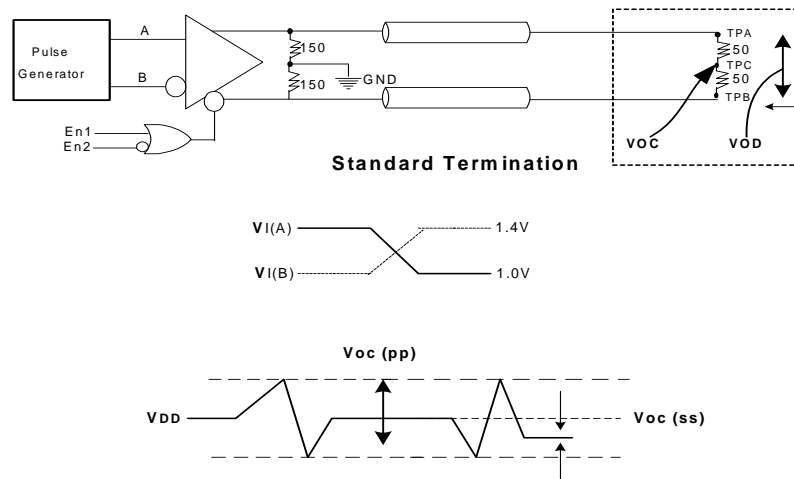 Pulse
Generator
A
B
En1
En2
150
150
GND
TPA
50
TPC
50
TPB
VOC
VOD
Standard Termination
VI(A)
1.4V
VI(B)
1.0V
Voc (pp)
VDD
Voc (ss)